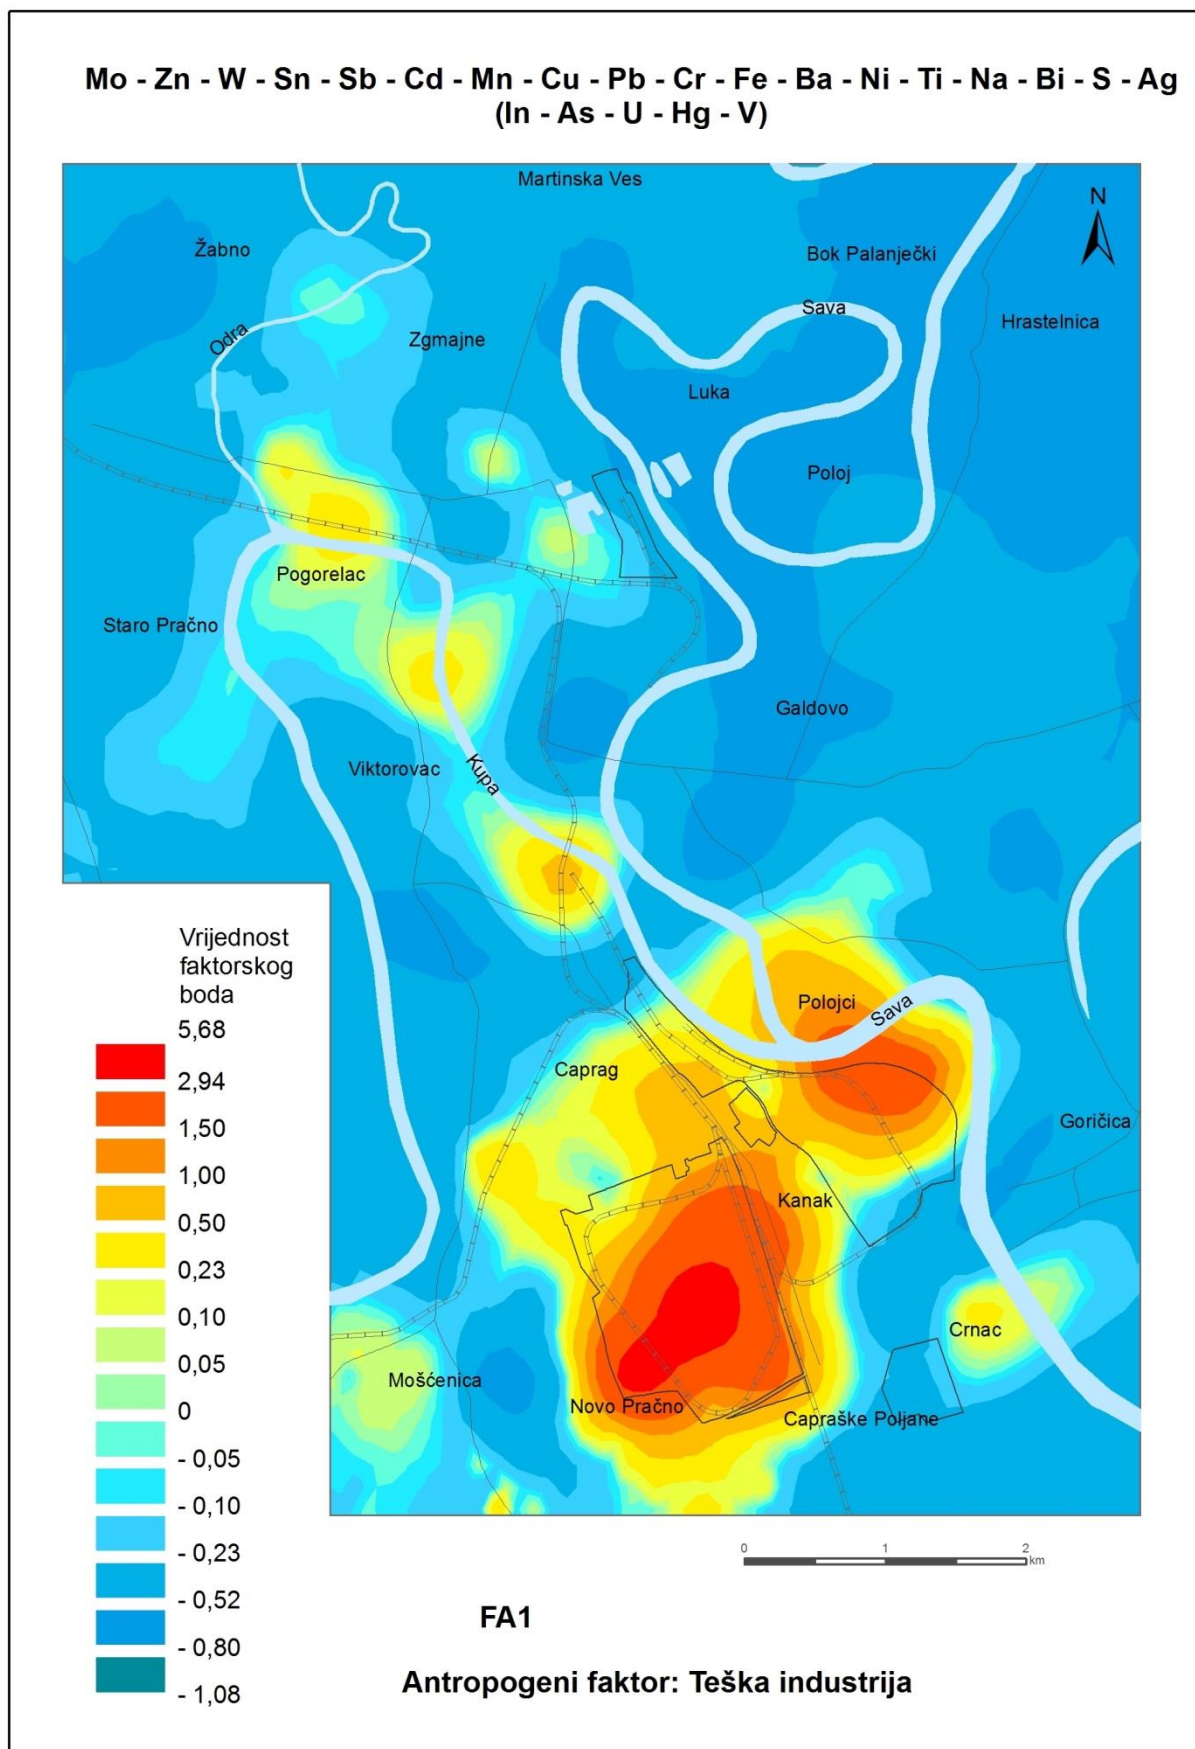 Mo - Zn - W - Sn - Sb - Cd - Mn - Cu - Pb - Cr - Fe - Ba - Ni - Ti - Na - Bi - S - Ag
(In - As - U - Hg - V)
Martinska Ves
N
Žabno
Bok Palanječki
Sava
Hrastelnica
Odra
Zgmajne
Luka
Poloj
Pogorelac
Staro Pračno
Galdovo
Viktorovac
Kupa
Vrijednost
faktorskog
boda
5,68
2,94
1,50
1,00
0,50
0,23
0,10
0,05
0
- 0,05
- 0,10
- 0,23
- 0,52
- 0,80
- 1,08
Polojci
Sava
Caprag
Goričica
Kanak
Crnac
Mošćenica
Novo Pračno
Capraške Poljane
0 1 2
km
FA1
Antropogeni faktor: Teška industrija